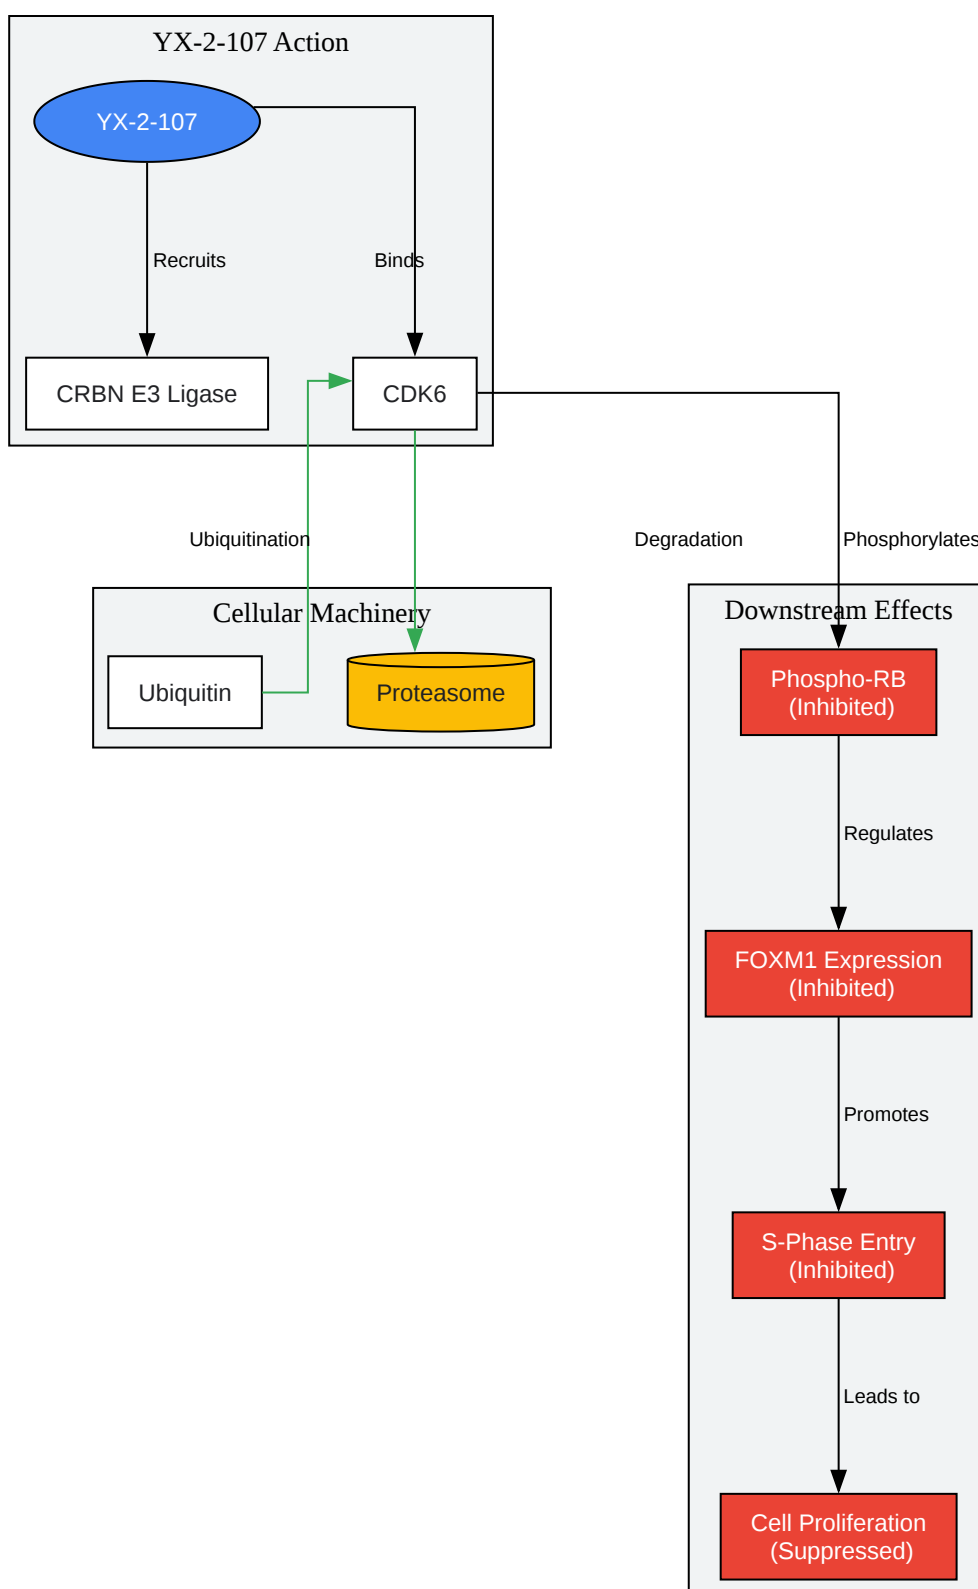 YX-2-107 Action
YX-2-107
Recruits
Binds
CRBN E3 Ligase
CDK6
Ubiquitination
Degradation
Phosphorylates
Cellular Machinery
Downstream Effects
Ubiquitin
Proteasome
Phospho-RB
(Inhibited)
Regulates
FOXM1 Expression
(Inhibited)
Promotes
S-Phase Entry
(Inhibited)
Leads to
Cell Proliferation
(Suppressed)